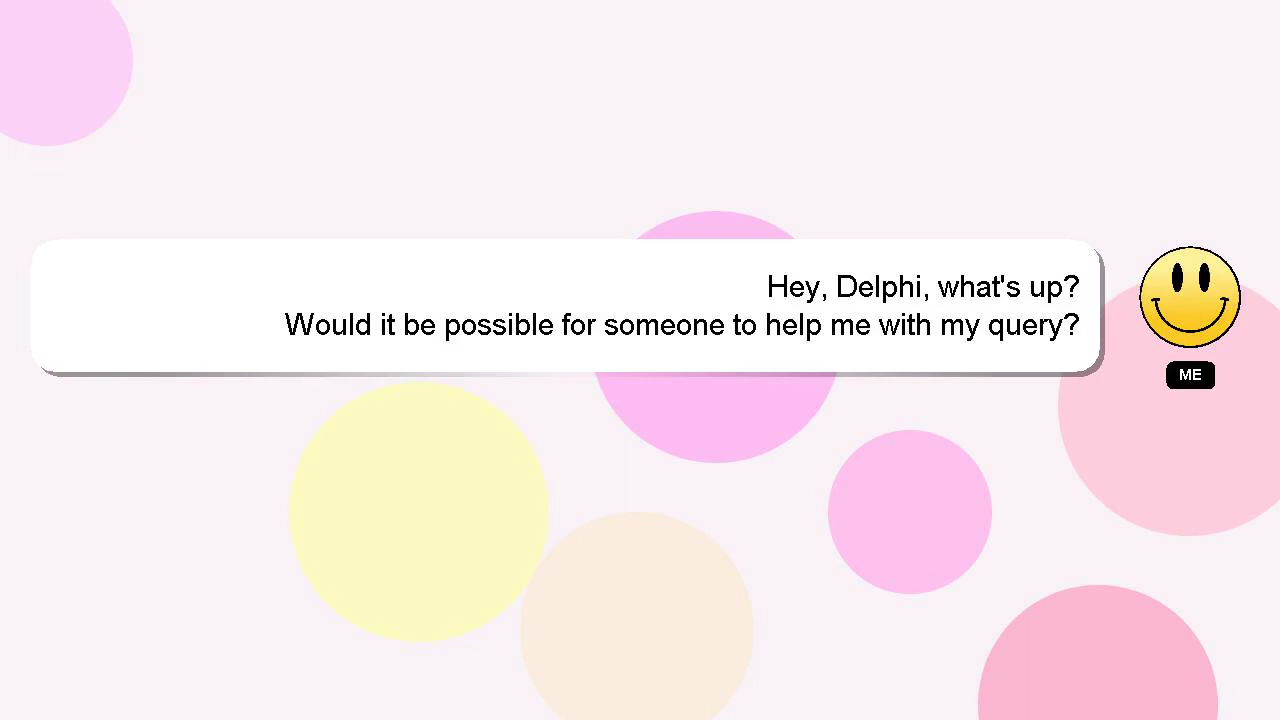 Hey, Delphi, what's up?
Would it be possible for someone to help me with my query?
ME